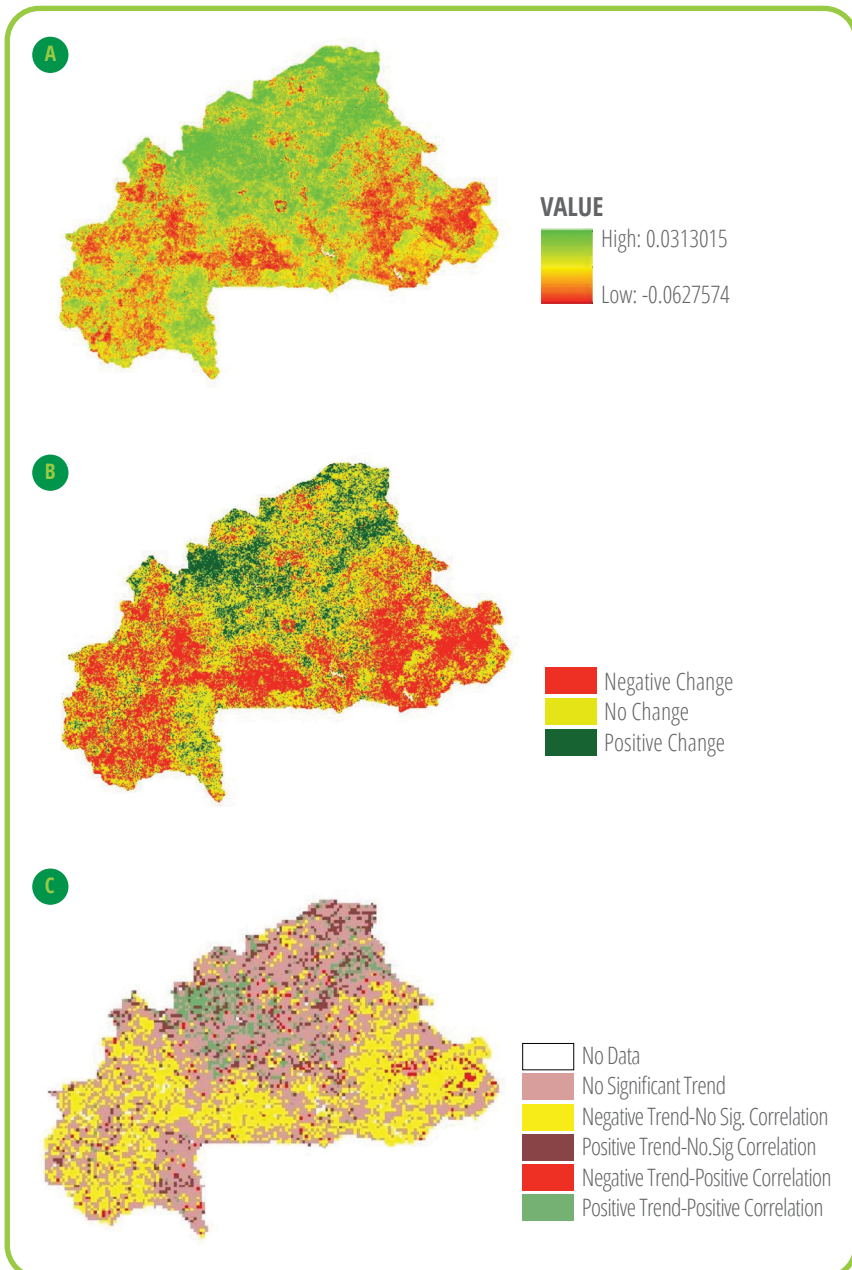 A
VALUE
High: 0.0313015
Low: -0.0627574
B
Negative Change
No Change
Positive Change
C
No Data
No Significant Trend
Negative Trend-No Sig. Correlation
Positive Trend-No.Sig Correlation
Negative Trend-Positive Correlation
Positive Trend-Positive Correlation